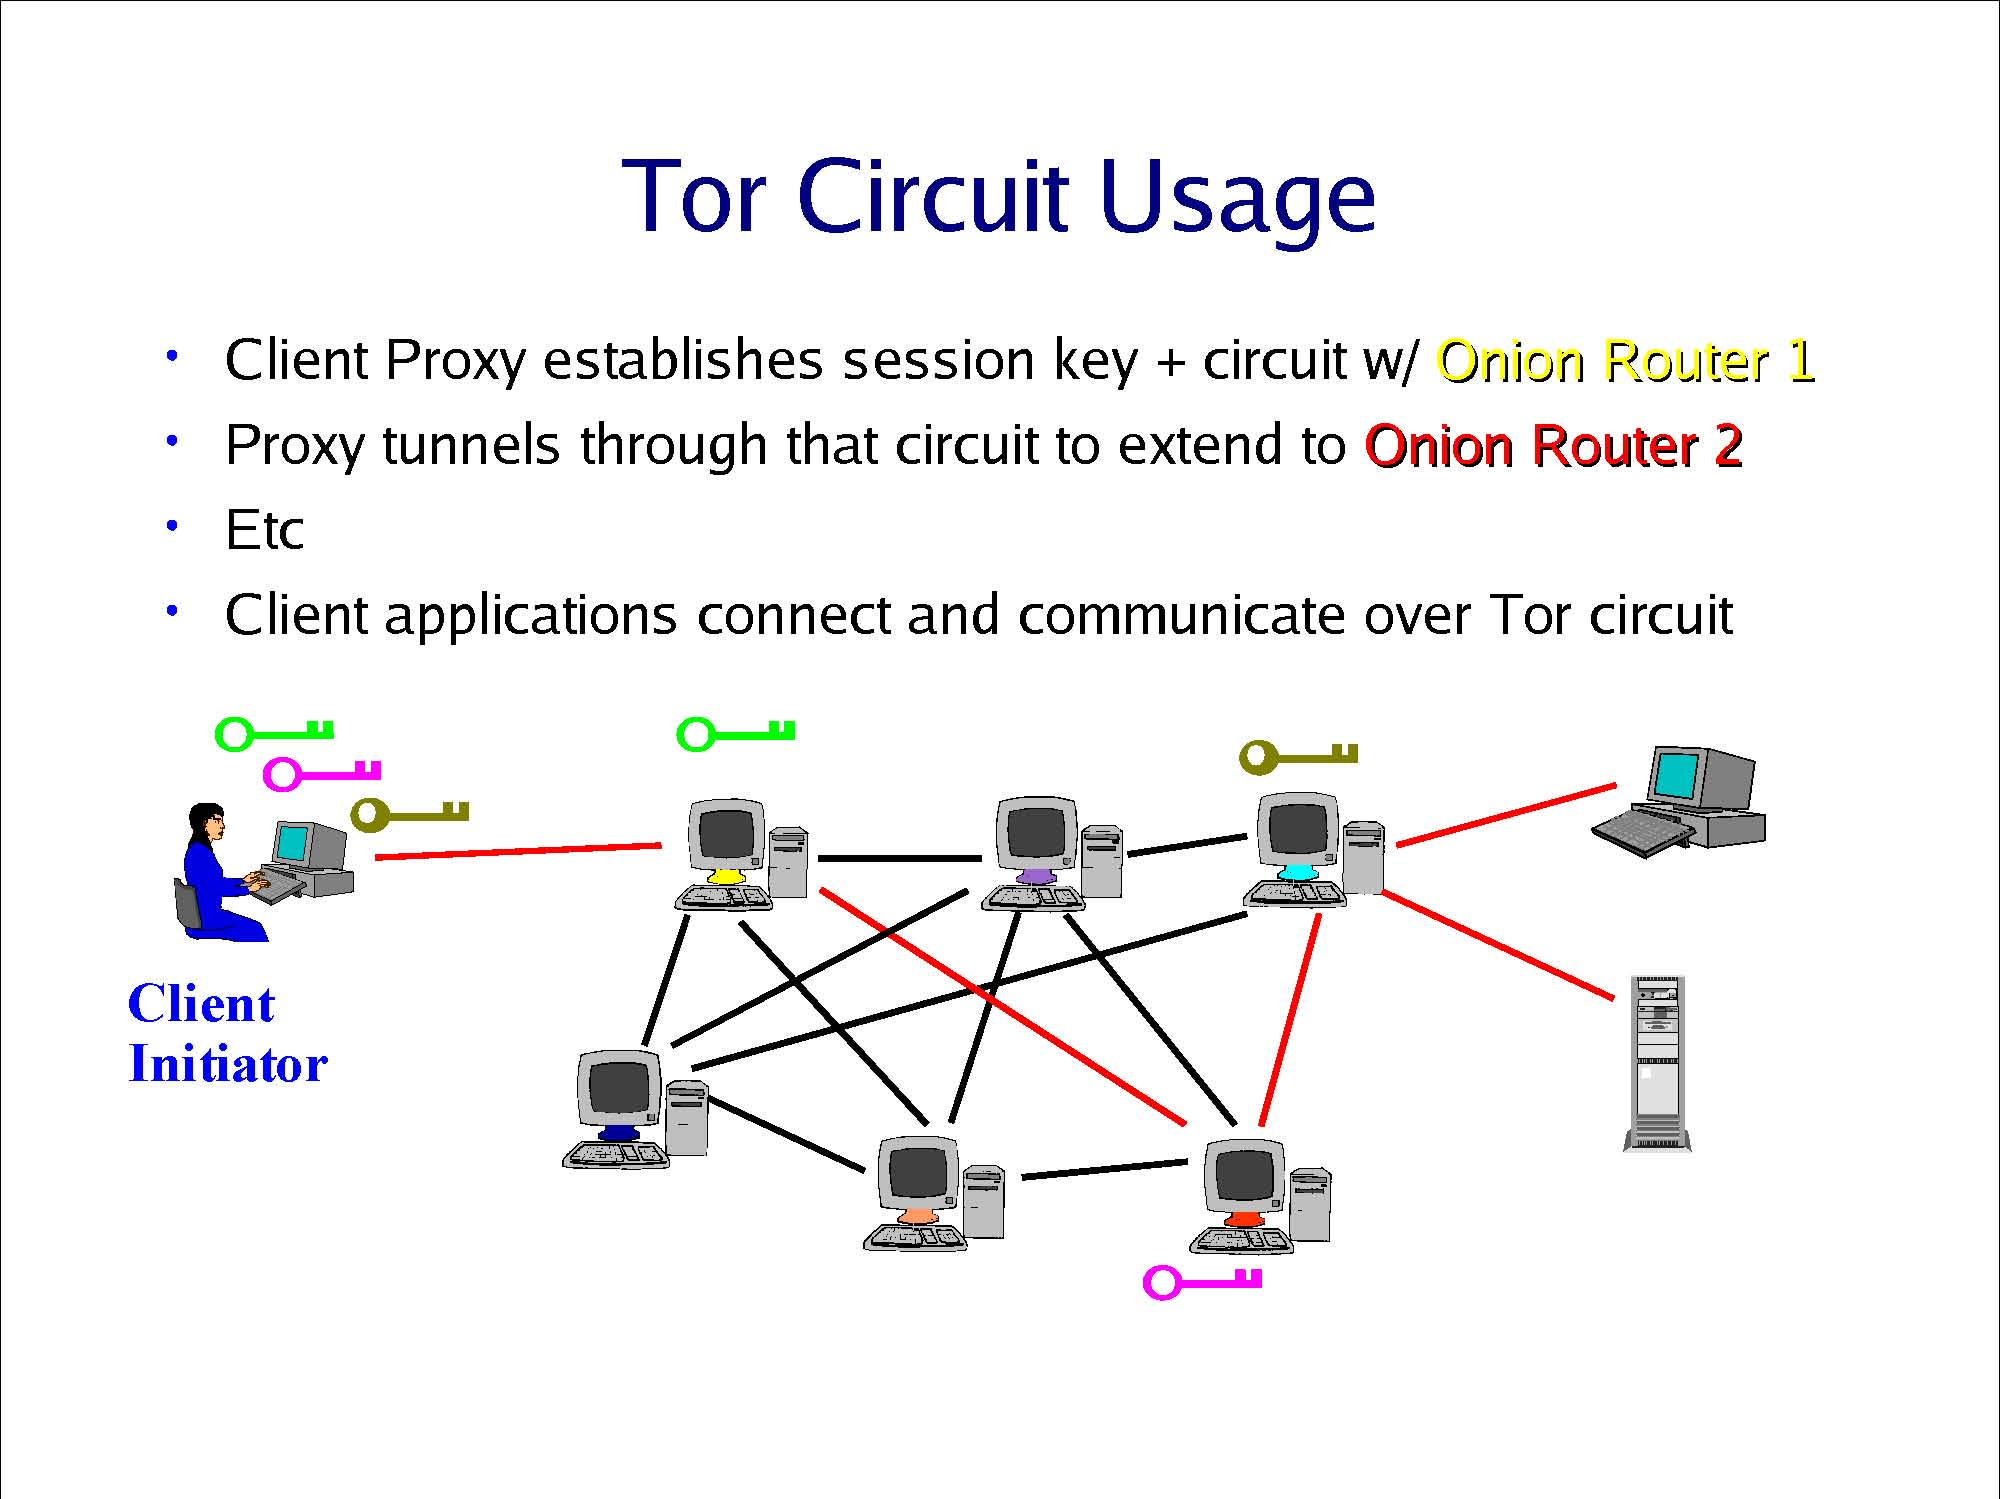 Tor Circuit Usage
• Client Proxy establishes session key + circuit w/ Onion Router 1
• Proxy tunnels through that circuit to extend to Onion Router 2
• Etc
• Client applications connect and communicate over Tor circuit
Client
Initiator